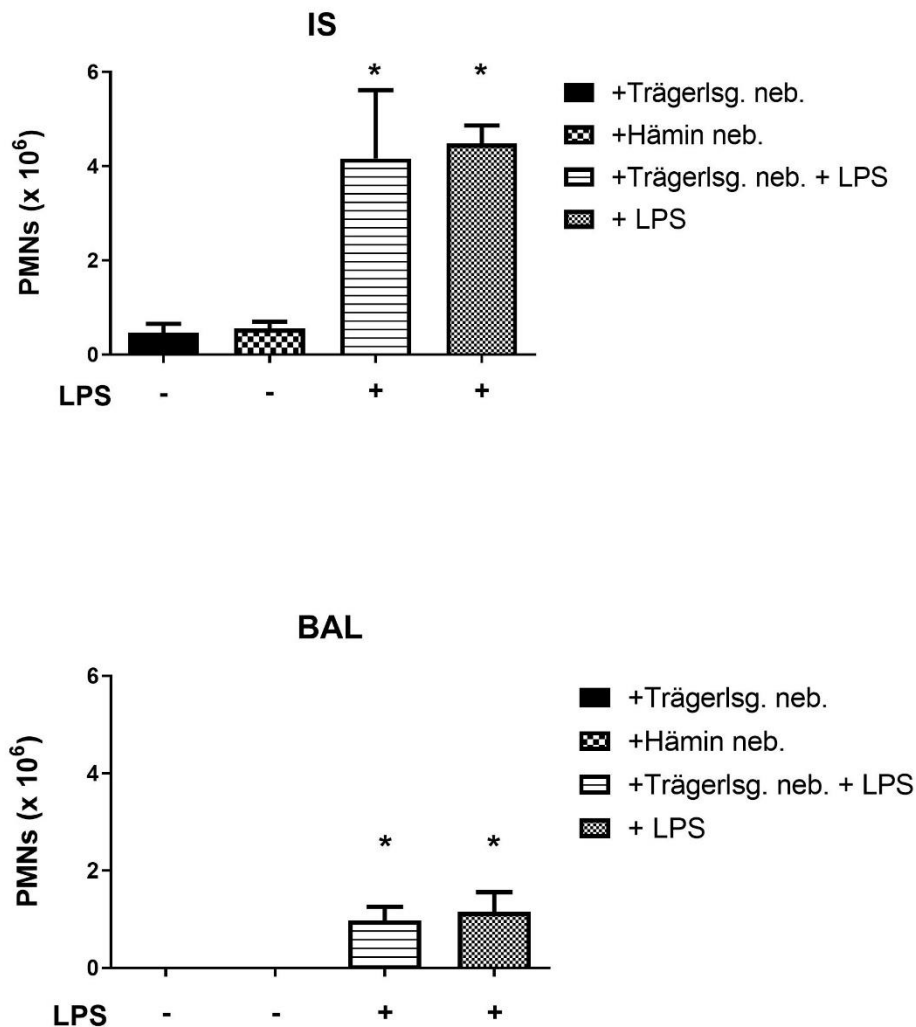 IS
PMNs (x 10⁶)
6
4
2
0
* *
LPS - - + +
+Trägerlsg. neb.
+Hämin neb.
+Trägerlsg. neb. + LPS
+ LPS
BAL
PMNs (x 10⁶)
6
4
2
0
* *
LPS - - + +
+Trägerlsg. neb.
+Hämin neb.
+Trägerlsg. neb. + LPS
+ LPS